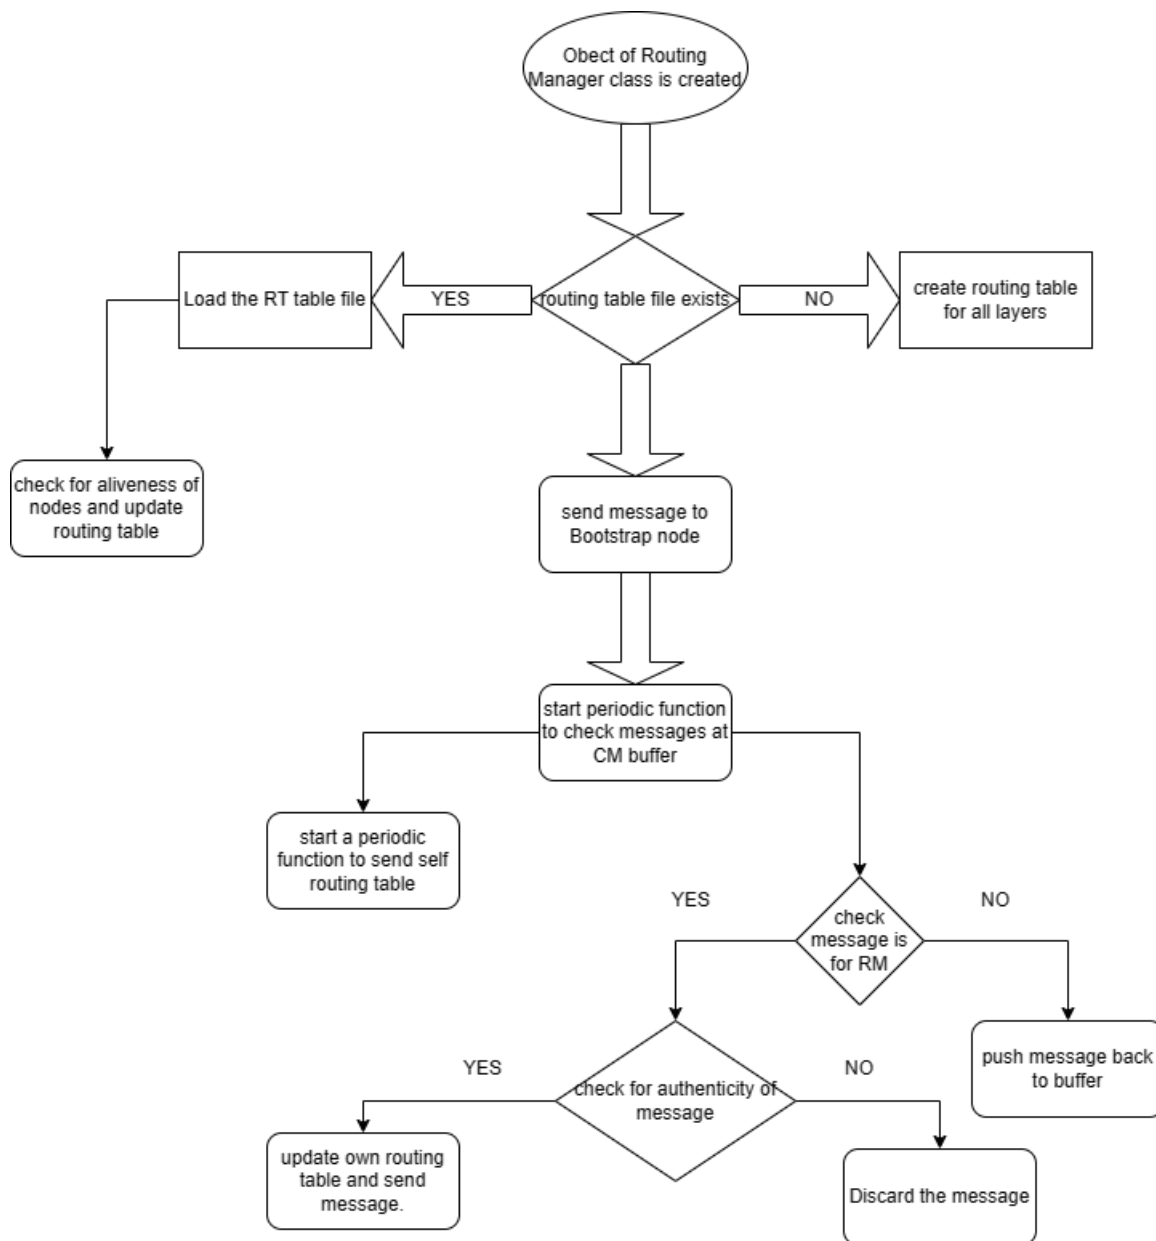 Obect of Routing
Manager class is created
Load the RT table file
YES
routing table file exists
NO
create routing table
for all layers
check for aliveness of
nodes and update
routing table
send message to
Bootstrap node
start periodic function
to check messages at
CM buffer
start a periodic
function to send self
routing table
YES
check
message is
for RM
NO
push message back
to buffer
YES
check for authenticity of
message
NO
update own routing
table and send
message.
Discard the message